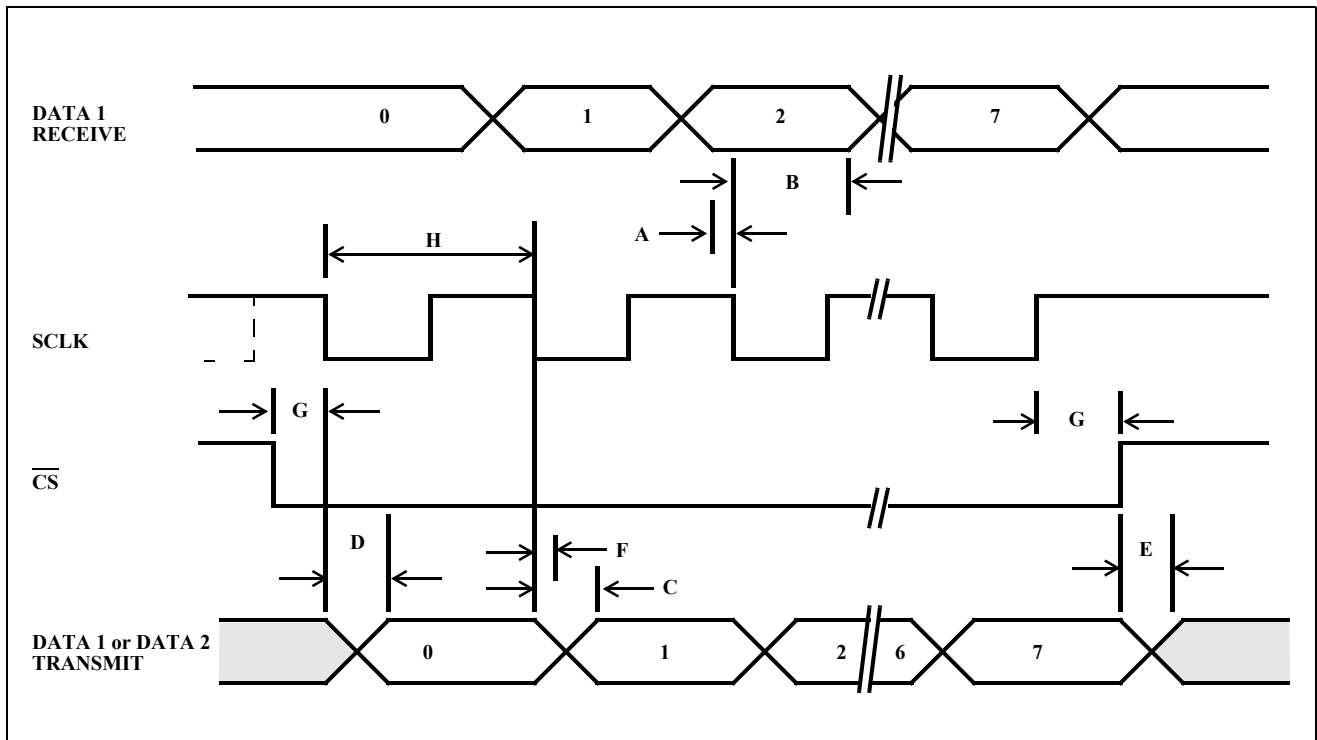 DATA 1
RECEIVE
0 1 2 7
B
A
H
SCLK
G G
CS
D F E
C
DATA 1 or DATA 2
TRANSMIT
0 1 2 6 7